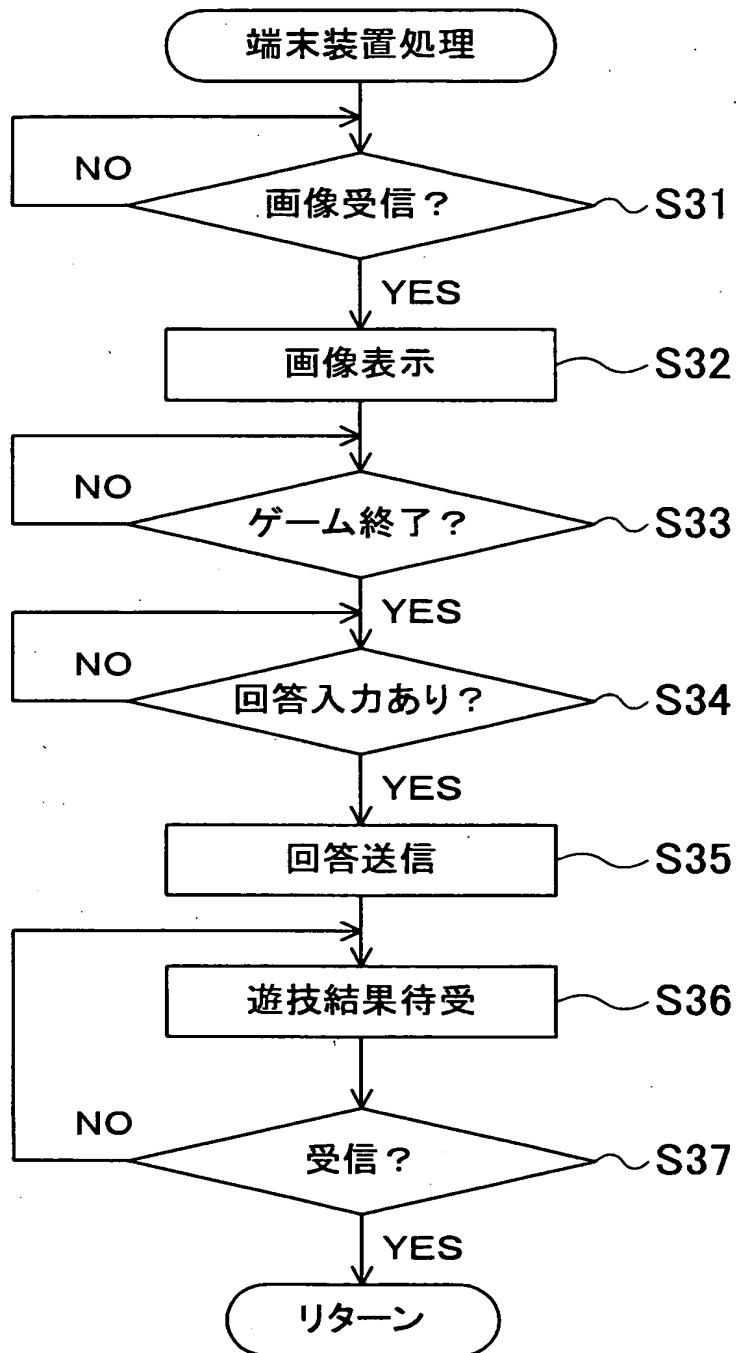 端末装置処理
NO
画像受信？
S31
YES
画像表示
S32
NO
ゲーム終了？
S33
YES
NO
回答入力あり？
S34
YES
回答送信
S35
遊技結果待受
S36
NO
受信？
S37
YES
リターン